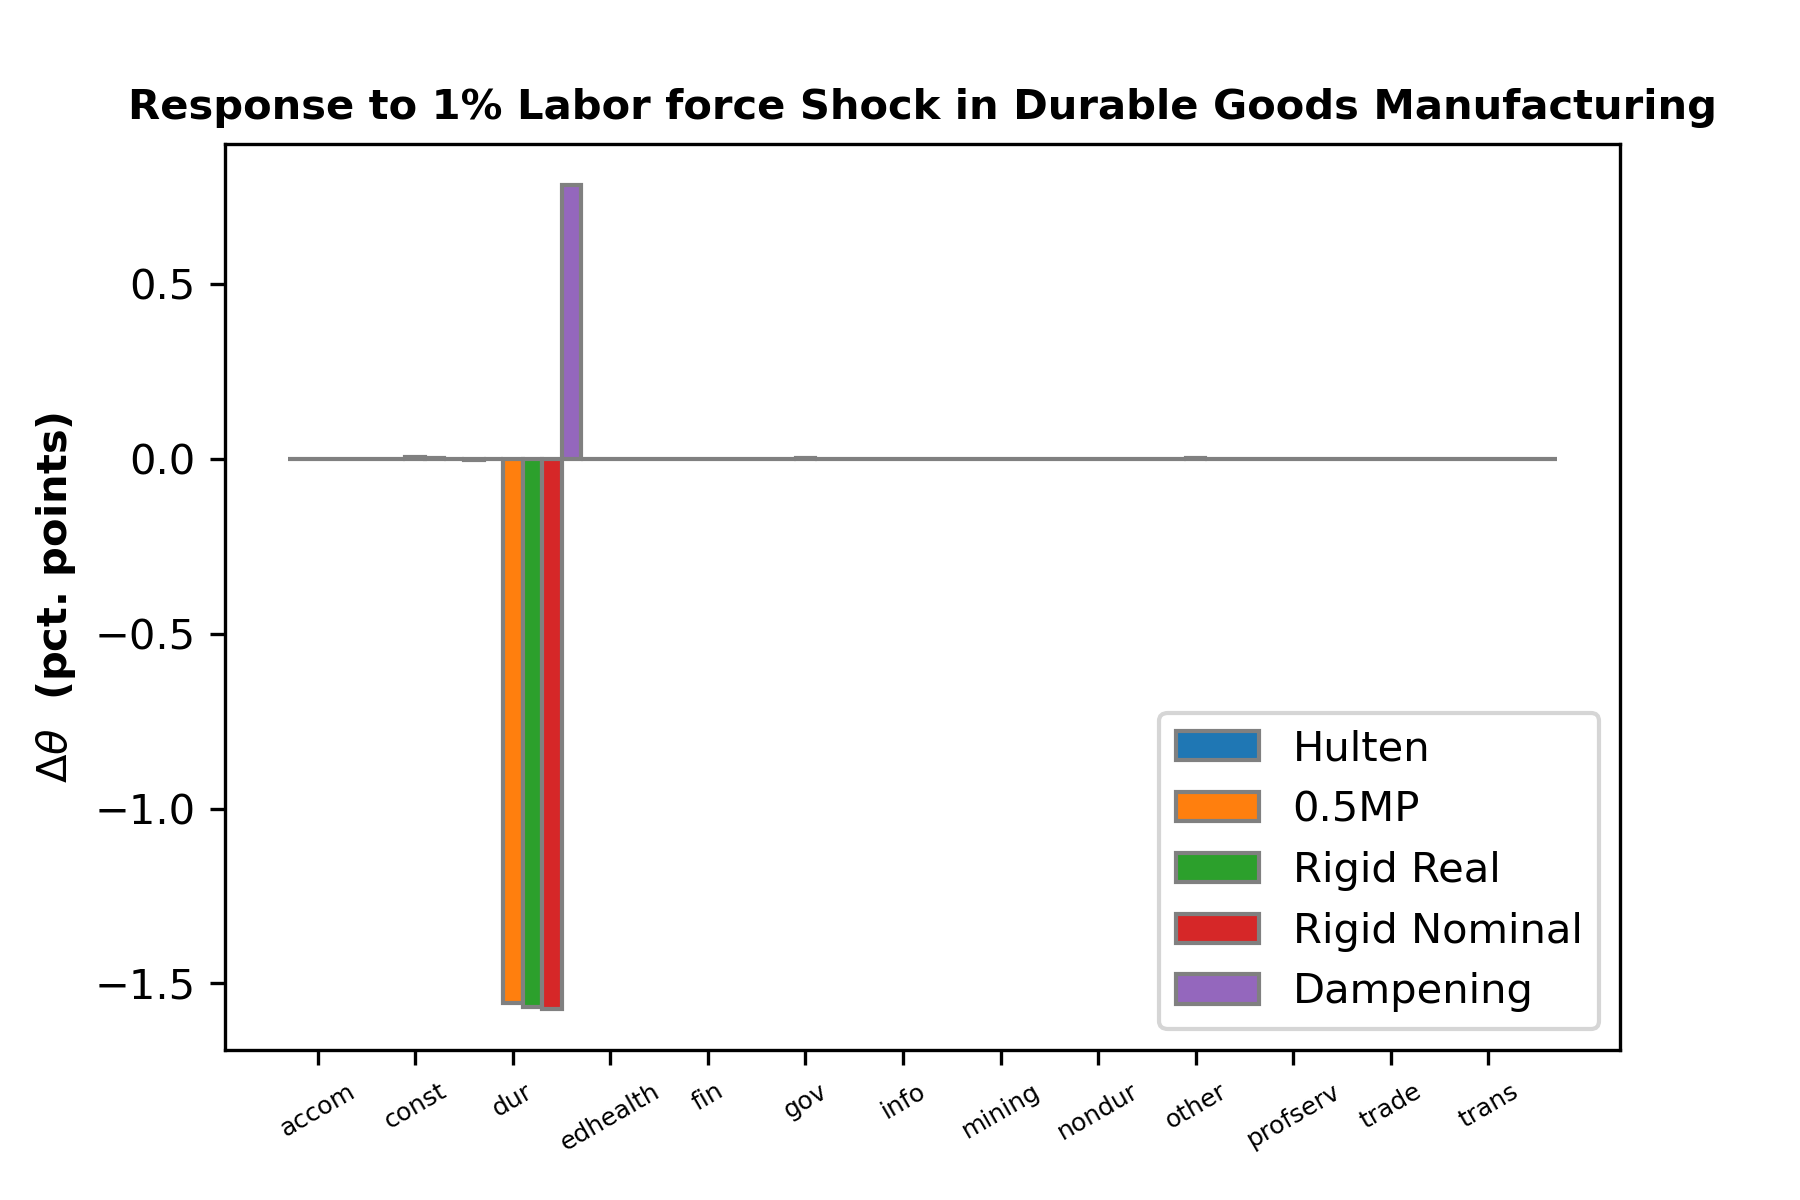 Response to 1% Labor force Shock in Durable Goods Manufacturing
Δθ (pct. points)
0.5
0.0
−0.5
−1.0
−1.5
Hulten
0.5MP
Rigid Real
Rigid Nominal
Dampening
accom const dur edhealth fin gov info mining nondur other profserv trade trans